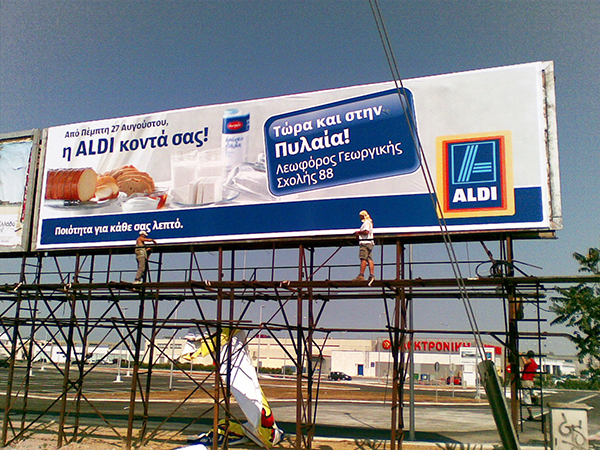 Από Πέμπτη 27 Αυγούστου,
η ALDI κοντά σας!
Τώρα και στην
Πυλαία!
Λεωφόρος Γεωργικής
Σχολής 88
ALDI
Ποιότητα για κάθε σας λεπτό.
ΚΤΡΟΝΙΚΗ